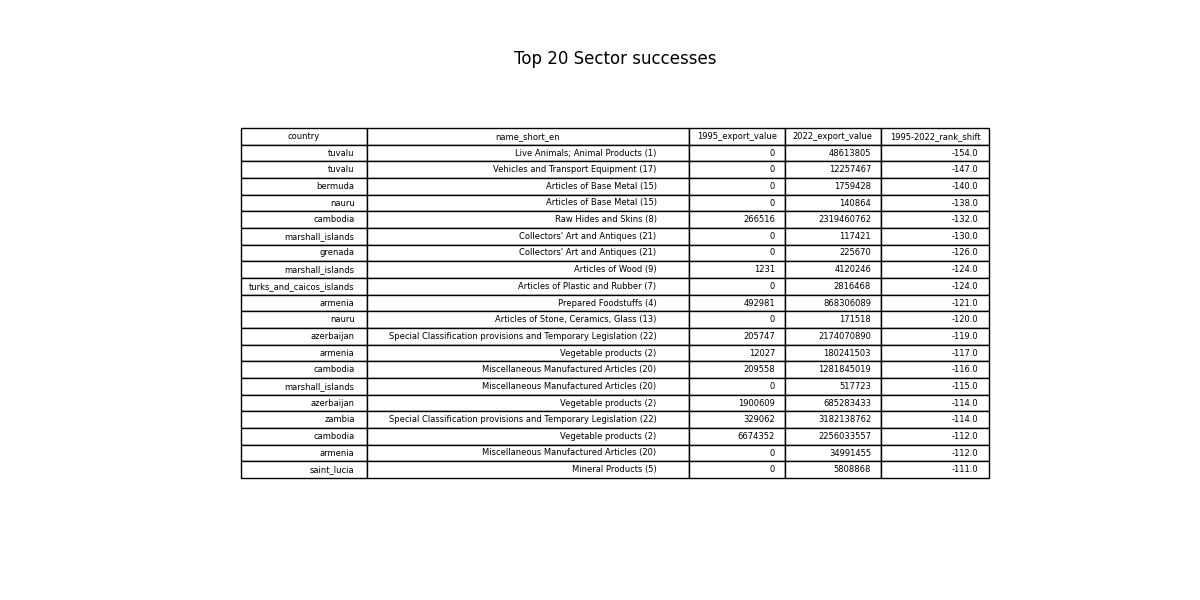 Top 20 Sector successes
country name_short_en 1995_export_value 2022_export_value 1995-2022_rank_shift
tuvalu Live Animals; Animal Products (1) 0 48613805 -154.0
tuvalu Vehicles and Transport Equipment (17) 0 12257467 -147.0
bermuda Articles of Base Metal (15) 0 1759428 -140.0
nauru Articles of Base Metal (15) 0 140864 -138.0
cambodia Raw Hides and Skins (8) 266516 2319460762 -132.0
marshall_islands Collectors' Art and Antiques (21) 0 117421 -130.0
grenada Collectors' Art and Antiques (21) 0 225670 -126.0
marshall_islands Articles of Wood (9) 1231 4120246 -124.0
turks_and_caicos_islands Articles of Plastic and Rubber (7) 0 2816468 -124.0
armenia Prepared Foodstuffs (4) 492981 868306089 -121.0
nauru Articles of Stone, Ceramics, Glass (13) 0 171518 -120.0
azerbaijan Special Classification provisions and Temporary Legislation (22) 205747 2174070890 -119.0
armenia Vegetable products (2) 12027 180241503 -117.0
cambodia Miscellaneous Manufactured Articles (20) 209558 1281845019 -116.0
marshall_islands Miscellaneous Manufactured Articles (20) 0 517723 -115.0
azerbaijan Vegetable products (2) 1900609 685283433 -114.0
zambia Special Classification provisions and Temporary Legislation (22) 329062 3182138762 -114.0
cambodia Vegetable products (2) 6674352 2256033557 -112.0
armenia Miscellaneous Manufactured Articles (20) 0 34991455 -112.0
saint_lucia Mineral Products (5) 0 5808868 -111.0